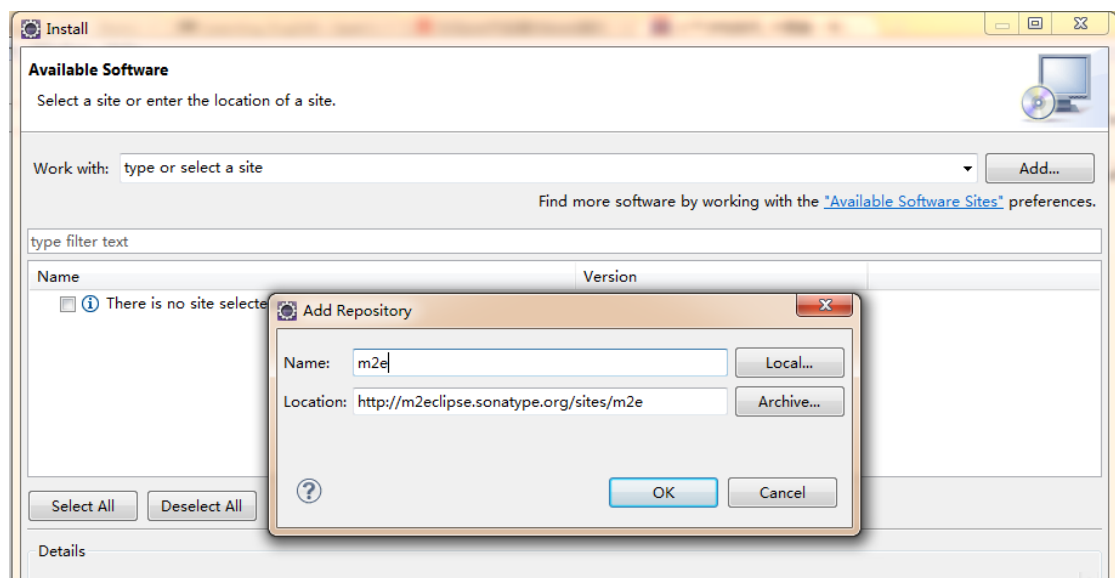 Install
Available Software
Select a site or enter the location of a site.
Work with: type or select a site Add...
Find more software by working with the "Available Software Sites" preferences.
type filter text
Name Version
There is no site selecte
Add Repository
Name: m2e Local...
Location: http://m2eclipse.sonatype.org/sites/m2e Archive...
OK Cancel
Select All Deselect All
Details